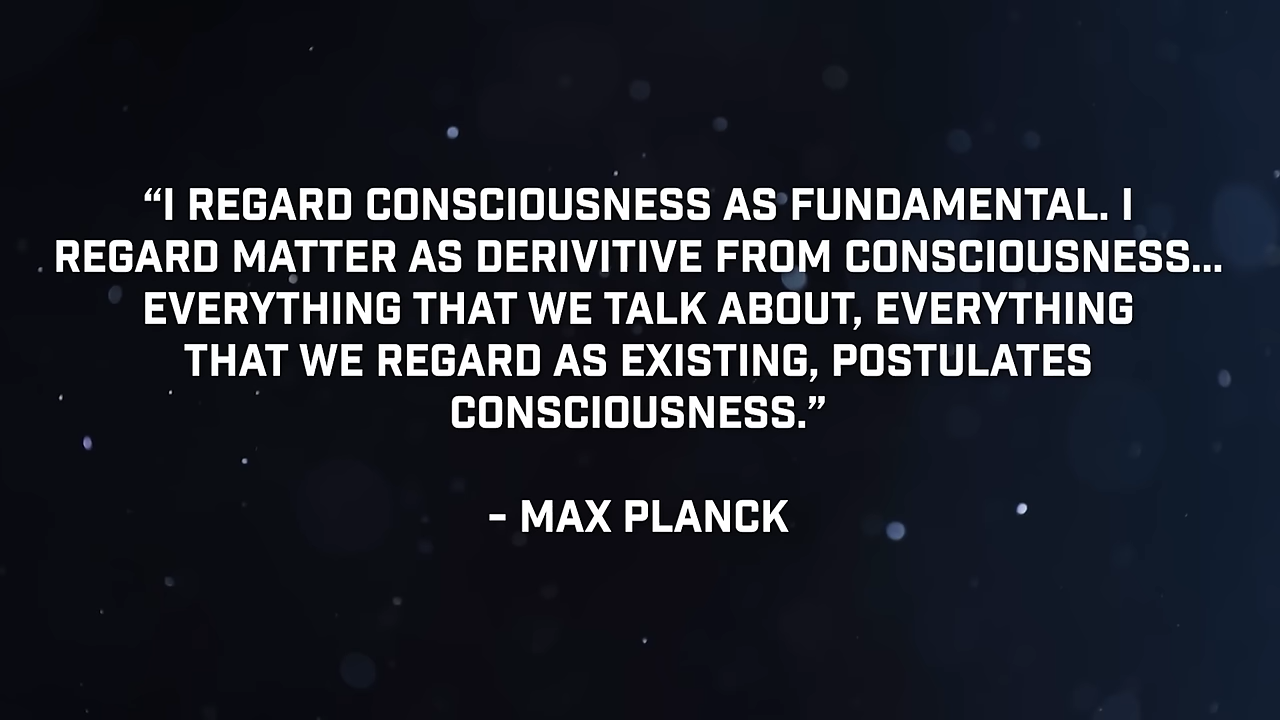 “I REGARD CONSCIOUSNESS AS FUNDAMENTAL. I
REGARD MATTER AS DERIVITIVE FROM CONSCIOUSNESS...
EVERYTHING THAT WE TALK ABOUT, EVERYTHING
THAT WE REGARD AS EXISTING, POSTULATES
CONSCIOUSNESS.”
- MAX PLANCK